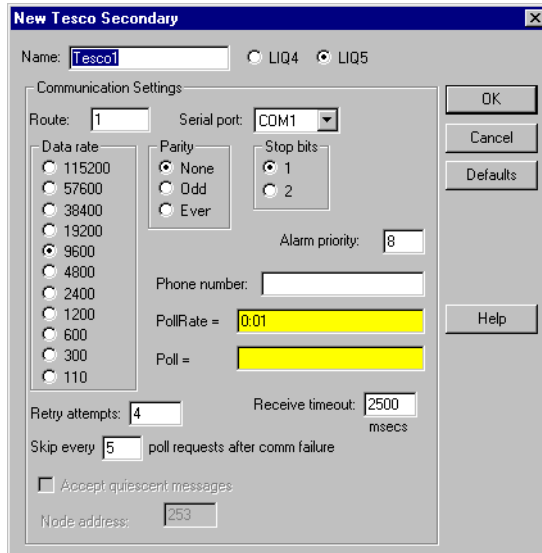 New Tesco Secondary
Name: Tesco1 LIQ4 LIQ5
Communication Settings
OK
Route: 1 Serial port: COM1
Cancel
Data rate Parity Stop bits
115200 None 1
Defaults
57600 Odd 2
38400 Ever
19200
9600
Alarm priority: 8
4800
2400
Phone number:
1200
PollRate = 0:01
Help
600
300
Poll =
110
Retry attempts: 4 Receive timeout: 2500
msecs
Skip every 5 poll requests after comm failure
Accept quiescent messages
Node address: 253